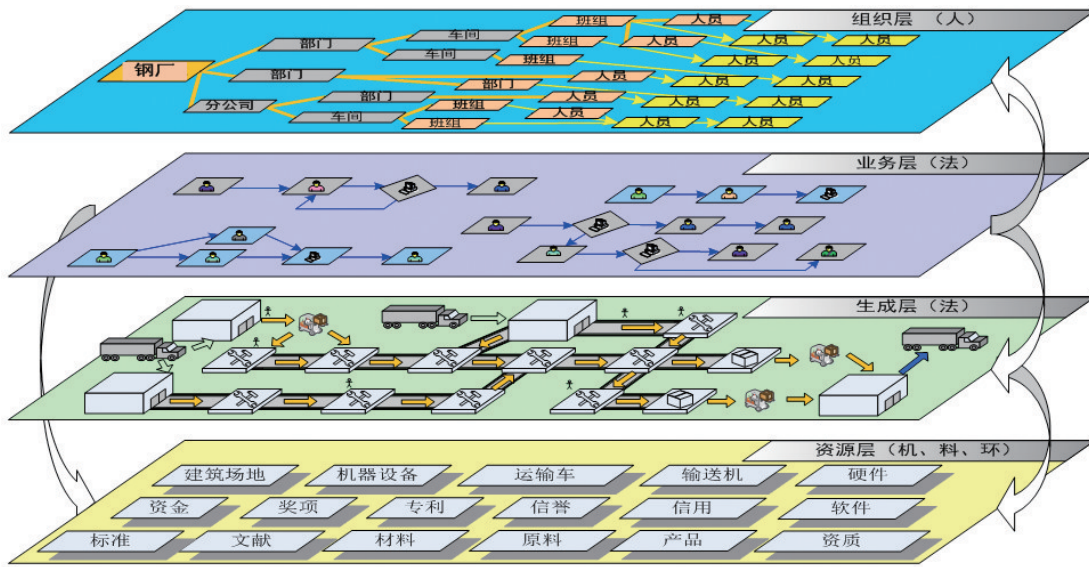 组织层 （人）
班组 人员
车间
部门 班组 人员 人员 人员
车间
钢厂 班组 人员 人员
部门 人员 人员 人员
部门
分公司 部门 人员 人员 人员
车间 班组 人员
班组 人员 人员
业务层（法）
生成层（法）
资源层（机、料、环）
建筑场地 机器设备 运输车 输送机 硬件
资金 奖项 专利 信誉 信用 软件
标准 文献 材料 原料 产品 资质